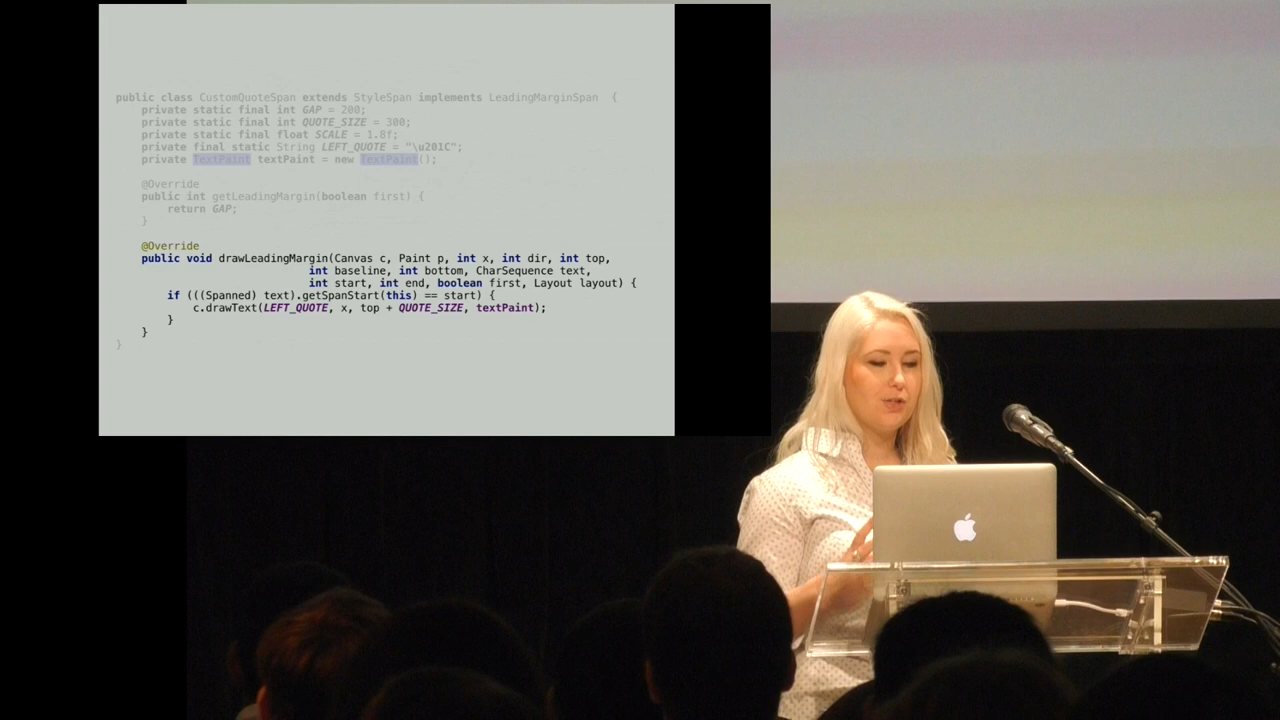 public class CustomQuoteSpan extends StyleSpan implements LeadingMarginSpan {
private static final int GAP = 200;
private static final int QUOTE_SIZE = 300;
private static final float SCALE = 1.8f;
private final static String LEFT_QUOTE = "\u201C";
private TextPaint textPaint = new TextPaint();
@Override
public int getLeadingMargin(boolean first) {
return GAP;
}
@Override
public void drawLeadingMargin(Canvas c, Paint p, int x, int dir, int top,
int baseline, int bottom, CharSequence text,
int start, int end, boolean first, Layout layout) {
if (((Spanned) text).getSpanStart(this) == start) {
c.drawText(LEFT_QUOTE, x, top + QUOTE_SIZE, textPaint);
}
}
}